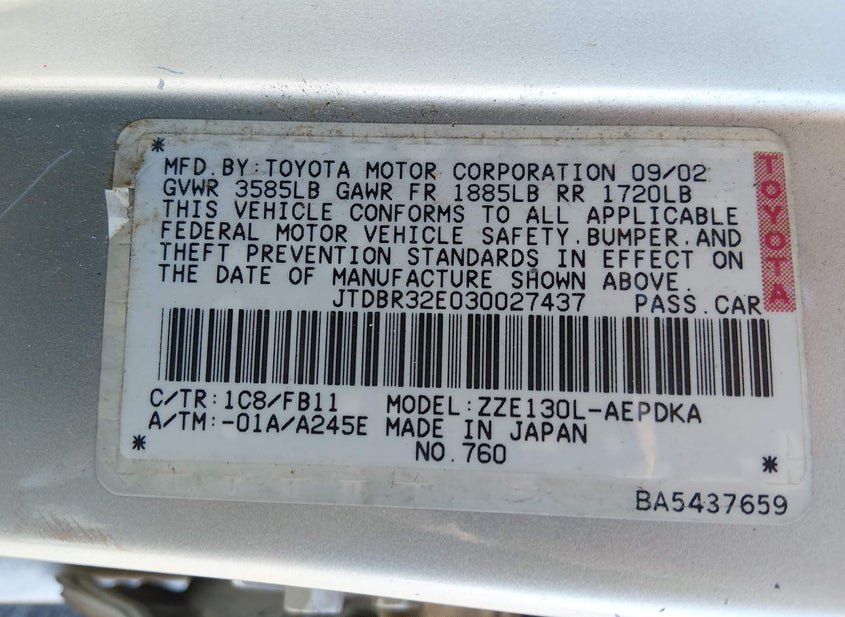 *
MFD.BY:TOYOTA MOTOR CORPORATION 09/02
GVWR 3585LB GAWR FR 1885LB RR 1720LB
THIS VEHICLE CONFORMS TO ALL APPLICABLE
FEDERAL MOTOR VEHICLE SAFETY,BUMPER,AND
THEFT PREVENTION STANDARDS IN EFFECT ON
THE DATE OF MANUFACTURE SHOWN ABOVE.
JTDBR32E030027437 PASS.CAR
TOYOTA
C/TR:1C8/FB11 MODEL:ZZE130L-AEPDKA
A/TM:-01A/A245E MADE IN JAPAN
* NO.760 *
BA5437659